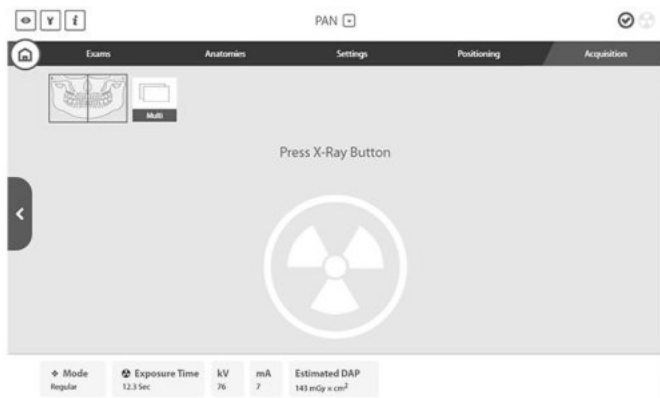 PAN
Exams Anatomies Settings Positioning Acquisition
Multi
Press X-Ray Button
Mode Exposure Time kV mA Estimated DAP
Regular 12.3 Sec 76 7 143 mGy × cm²